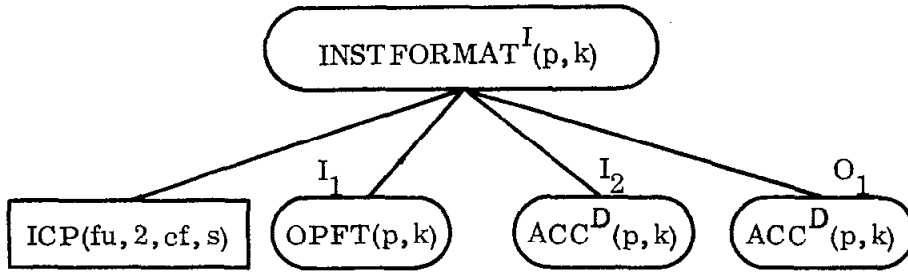 INSTFORMAT^I(p,k)
I_1 I_2 O_1
ICP(fu,2,cf,s) OPFT(p,k) ACC^D(p,k) ACC^D(p,k)